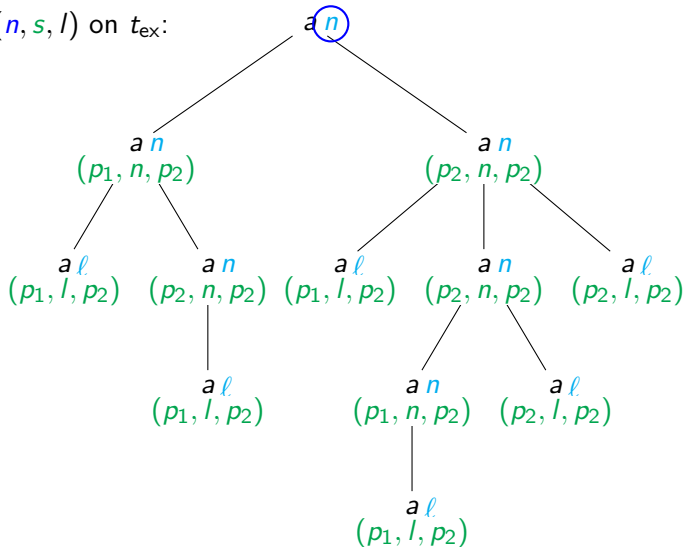 (n, s, l) on t_ex:
a n
a n a n
(p₁, n, p₂) (p₂, n, p₂)
a ℓ a n a ℓ a n a ℓ
(p₁, l, p₂) (p₂, n, p₂) (p₁, l, p₂) (p₂, n, p₂) (p₂, l, p₂)
a ℓ a n a ℓ
(p₁, l, p₂) (p₁, n, p₂) (p₂, l, p₂)
a ℓ
(p₁, l, p₂)